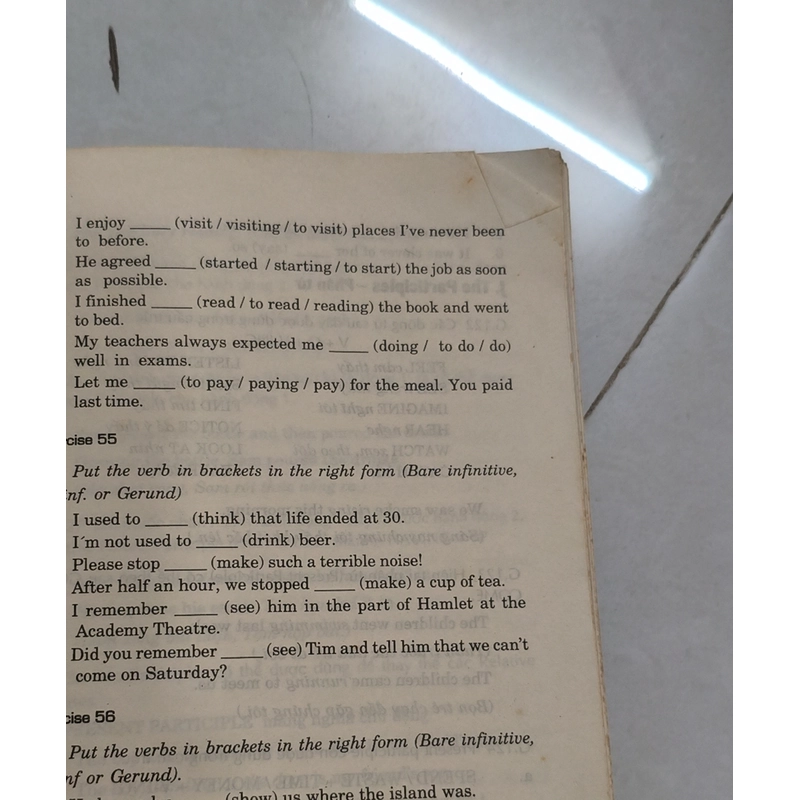 I enjoy _____ (visit / visiting / to visit) places I've never been
to before.
He agreed _____ (started / starting / to start) the job as soon
as possible.
I finished _____ (read / to read / reading) the book and went
to bed.
My teachers always expected me _____ (doing / to do / do)
well in exams.
Let me _____ (to pay / paying / pay) for the meal. You paid
last time.
cise 55
Put the verb in brackets in the right form (Bare infinitive,
nf. or Gerund)
I used to _____ (think) that life ended at 30.
I´m not used to _____ (drink) beer.
Please stop _____ (make) such a terrible noise!
After half an hour, we stopped _____ (make) a cup of tea.
I remember _____ (see) him in the part of Hamlet at the
Academy Theatre.
Did you remember _____ (see) Tim and tell him that we can't
come on Saturday?
cise 56
Put the verbs in brackets in the right form (Bare infinitive,
nf or Gerund).
_____ (show) us where the island was.